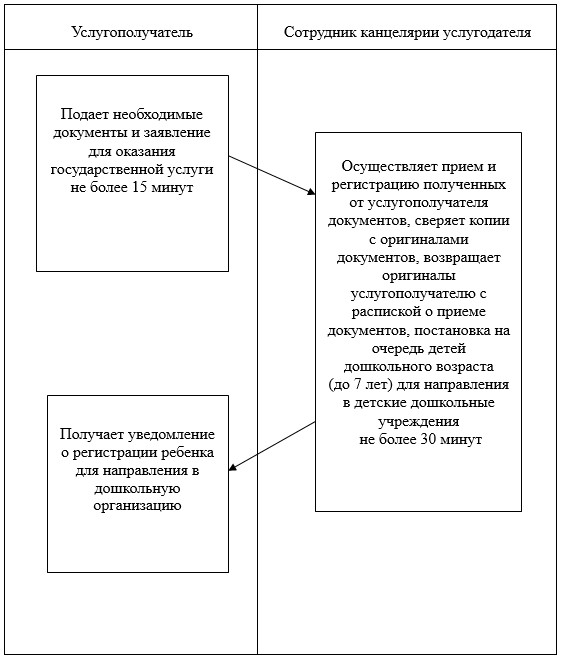 Услугополучатель
Сотрудник канцелярии услугодателя
Подает необходимые
документы и заявление
для оказания
государственной услуги
не более 15 минут
Осуществляет прием и
регистрацию полученных
от услугополучателя
документов, сверяет копии
с оригиналами
документов, возвращает
оригиналы
услугополучателю с
распиской о приеме
документов, постановка на
очередь детей
дошкольного возраста
(до 7 лет) для направления
в детские дошкольные
учреждения
не более 30 минут
Получает уведомление
о регистрации ребенка
для направления в
дошкольную
организацию